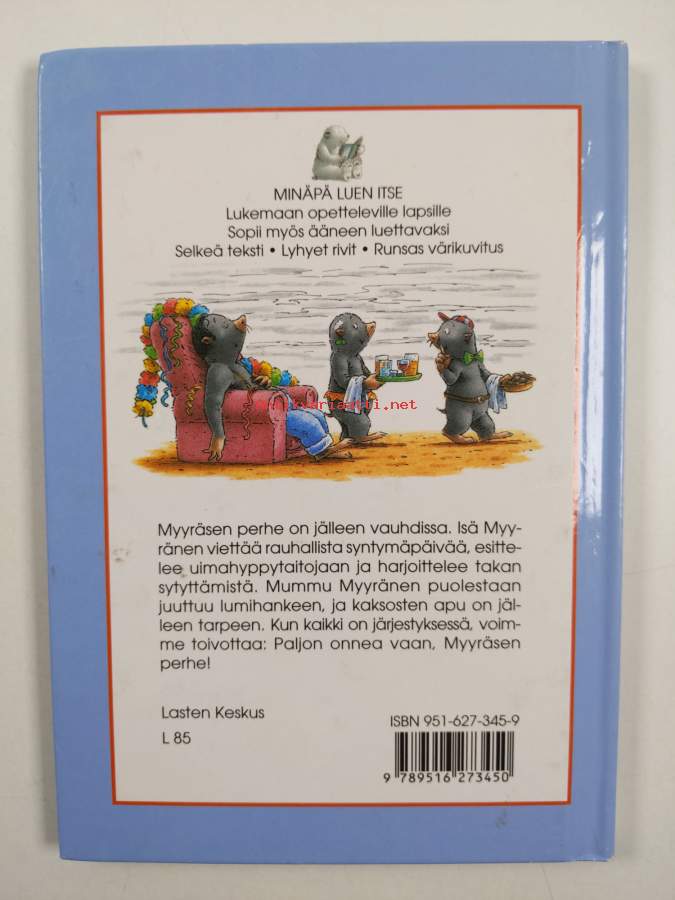 MINÄPÄ LUEN ITSE
Lukemaan opetteleville lapsille
Sopii myös ääneen luettavaksi
Selkeä teksti • Lyhyet rivit • Runsas värikuvitus
Myyräsen perhe on jälleen vauhdissa. Isä Myy-
ränen viettää rauhallista syntymäpäivää, esitte-
lee uimahyppytaitojaan ja harjoittelee takan
sytyttämistä. Mummu Myyränen puolestaan
juuttuu lumihankeen, ja kaksosten apu on jäl-
leen tarpeen. Kun kaikki on järjestyksessä, voim-
me toivottaa: Paljon onnea vaan, Myyräsen
perhe!
Lasten Keskus
L 85
ISBN 951-627-345-9
9 789516 273450